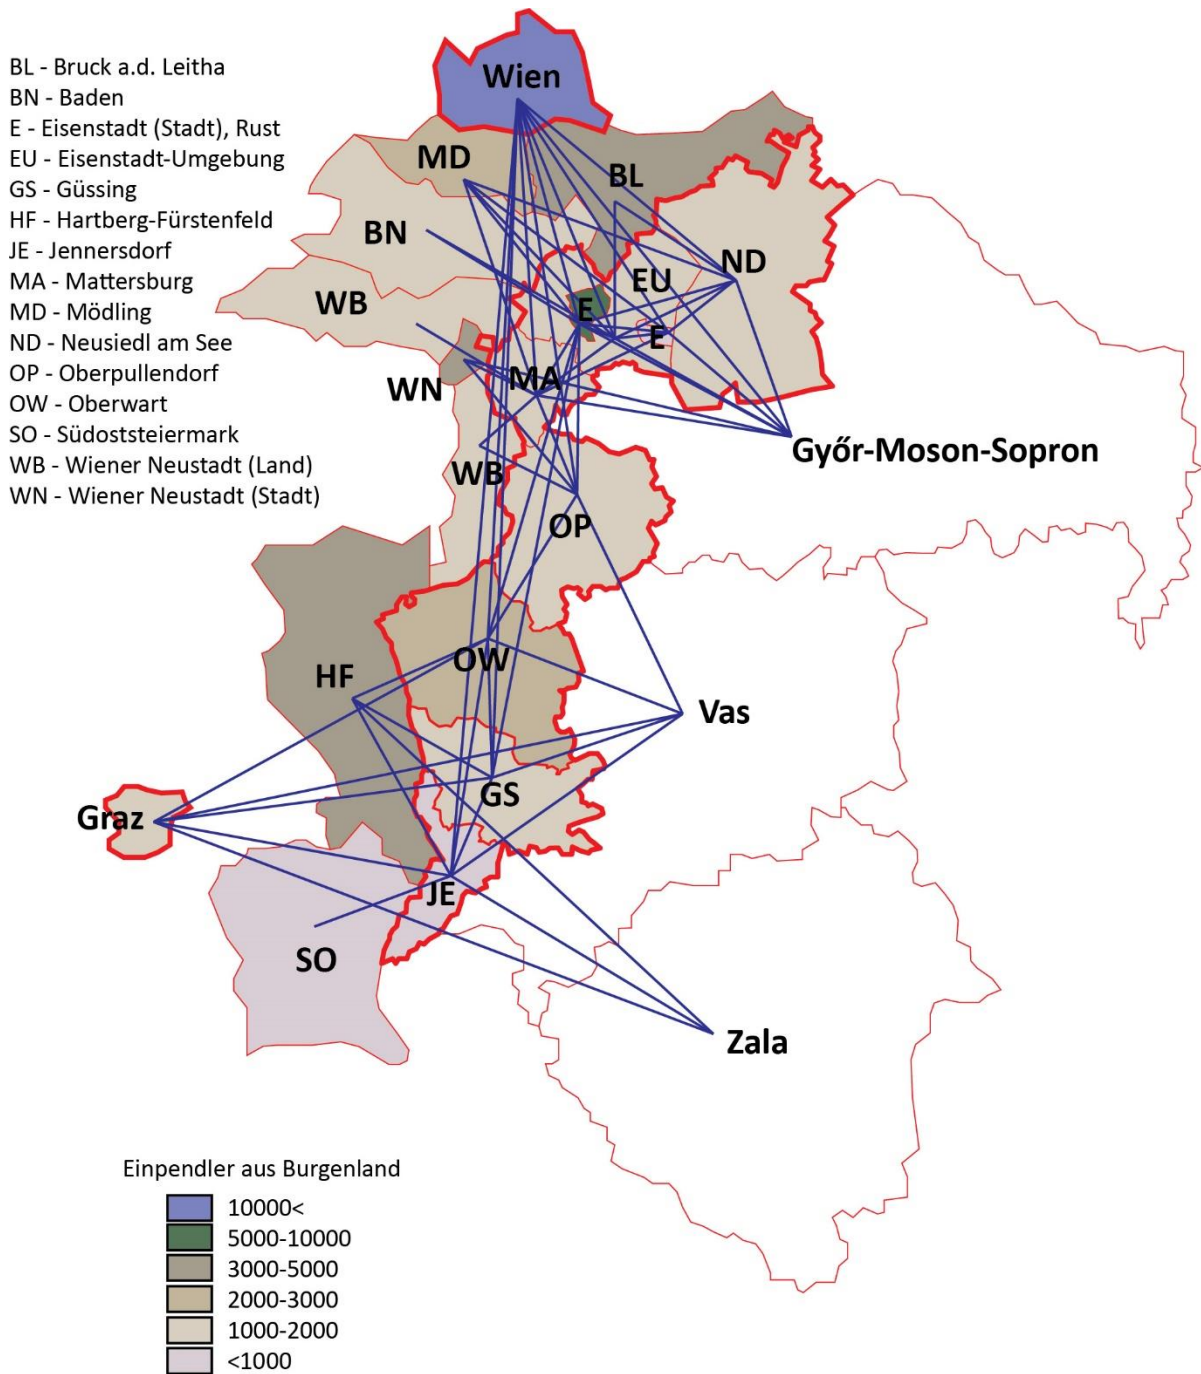 BL - Bruck a.d. Leitha
BN - Baden
E - Eisenstadt (Stadt), Rust
EU - Eisenstadt-Umgebung
GS - Güssing
HF - Hartberg-Fürstenfeld
JE - Jennersdorf
MA - Mattersburg
MD - Mödling
ND - Neusiedl am See
OP - Oberpullendorf
OW - Oberwart
SO - Südoststeiermark
WB - Wiener Neustadt (Land)
WN - Wiener Neustadt (Stadt)
Wien
MD
BL
BN
EU
ND
WB
E
E
WN
MA
Győr-Moson-Sopron
WB
OP
OW
HF
Vas
GS
Graz
JE
SO
Zala
Einpendler aus Burgenland
10000<
5000-10000
3000-5000
2000-3000
1000-2000
<1000